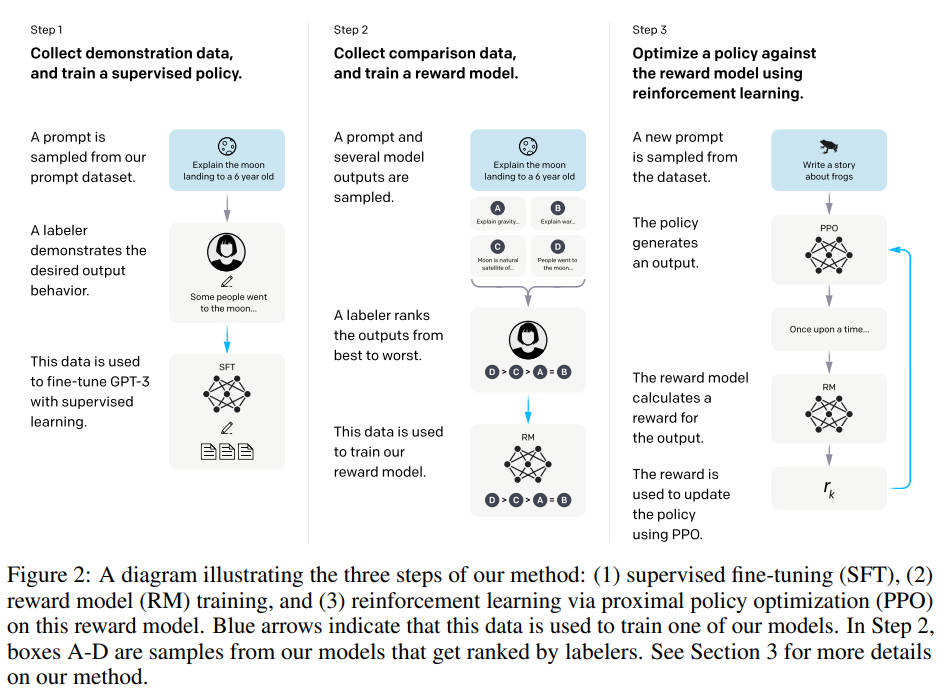 Step 1
Collect demonstration data,
and train a supervised policy.
A prompt is
sampled from our
prompt dataset.
Explain the moon
landing to a 6 year old
A labeler
demonstrates the
desired output
behavior.
Some people went
to the moon...
This data is used
to fine-tune GPT-3
with supervised
learning.
SFT
Step 2
Collect comparison data,
and train a reward model.
A prompt and
several model
outputs are
sampled.
Explain the moon
landing to a 6 year old
A
Explain gravity...
B
Explain war...
C
Moon is natural
satellite of...
D
People went to
the moon...
A labeler ranks
the outputs from
best to worst.
D > C > A = B
This data is used
to train our
reward model.
RM
D > C > A = B
Step 3
Optimize a policy against
the reward model using
reinforcement learning.
A new prompt
is sampled from
the dataset.
Write a story
about frogs
The policy
generates
an output.
PPO
Once upon a time...
The reward model
calculates a
reward for
the output.
RM
The reward is
used to update
the policy
using PPO.
rk
Figure 2: A diagram illustrating the three steps of our method: (1) supervised fine-tuning (SFT), (2)
reward model (RM) training, and (3) reinforcement learning via proximal policy optimization (PPO)
on this reward model. Blue arrows indicate that this data is used to train one of our models. In Step 2,
boxes A-D are samples from our models that get ranked by labelers. See Section 3 for more details
on our method.